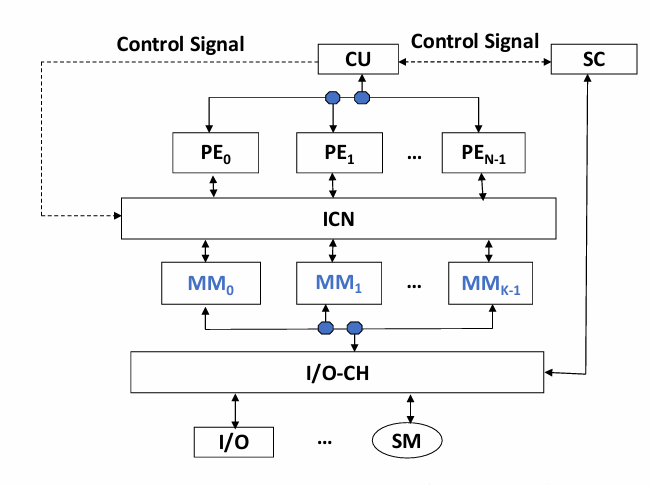 Control Signal
Control Signal
CU
SC
PE0
PE1
...
PEN-1
ICN
MM0
MM1
...
MMK-1
I/O-CH
I/O
...
SM